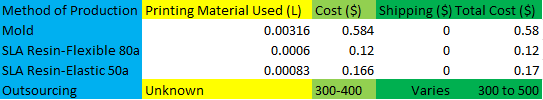 Method of Production Printing Material Used (L) Cost ($) Shipping ($) Total Cost ($)
Mold 0.00316 0.584 0 0.58
SLA Resin-Flexible 80a 0.0006 0.12 0 0.12
SLA Resin-Elastic 50a 0.00083 0.166 0 0.17
Outsourcing Unknown 300-400 Varies 300 to 500